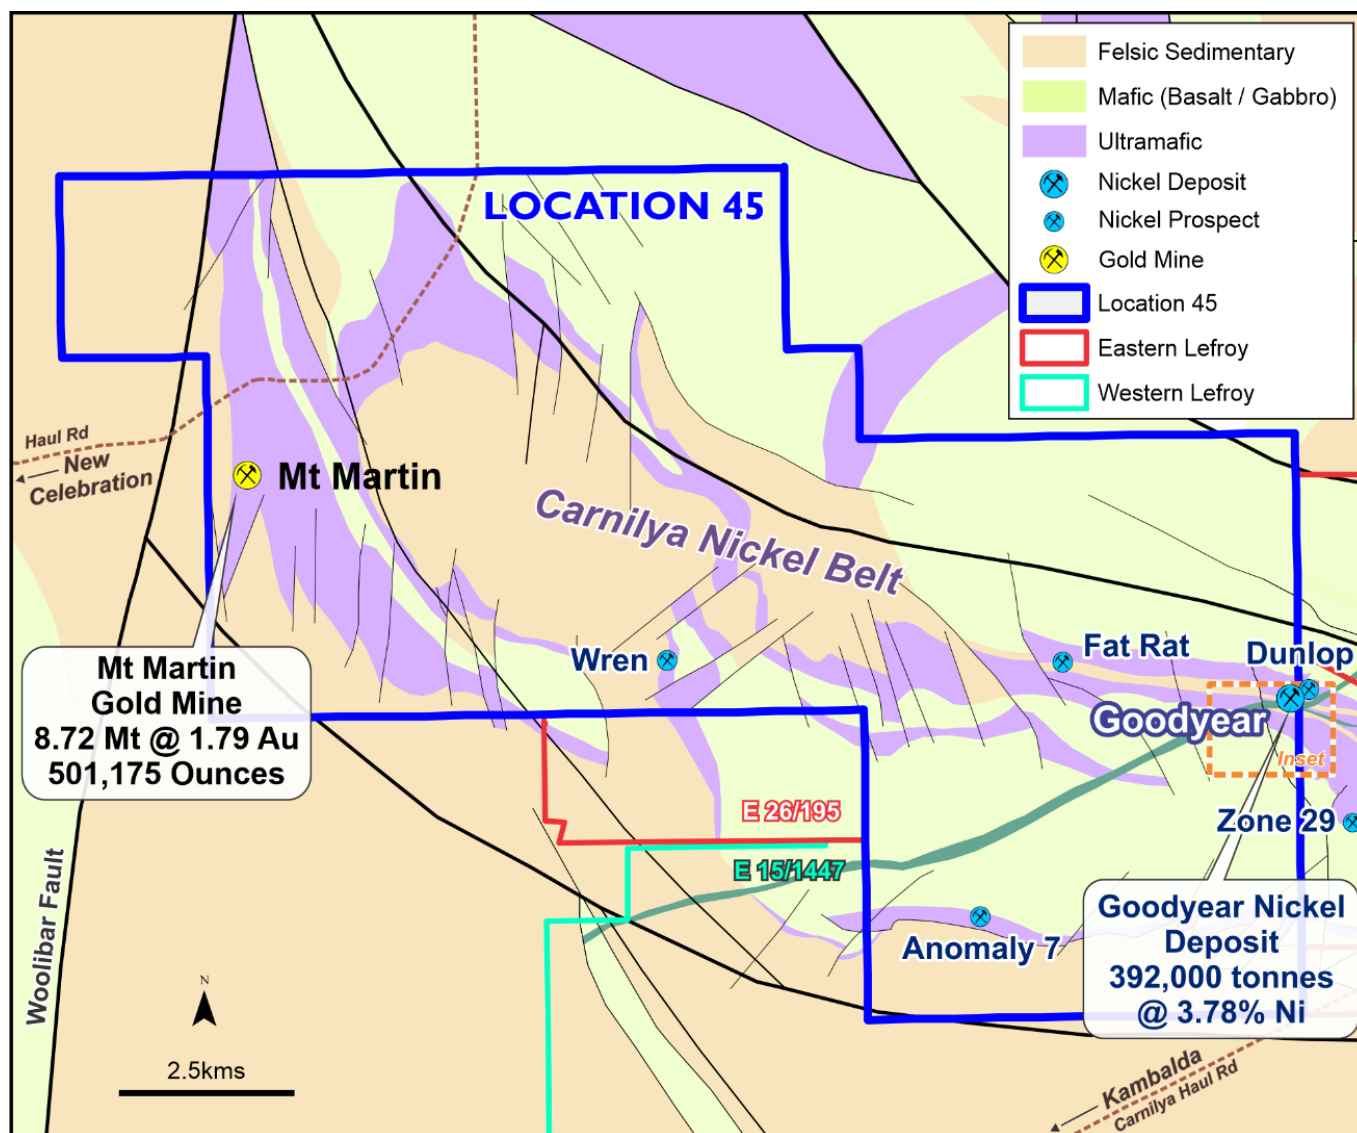 Felsic Sedimentary
Mafic (Basalt / Gabbro)
Ultramafic
Nickel Deposit
Nickel Prospect
Gold Mine
Location 45
Eastern Lefroy
Western Lefroy
LOCATION 45
Haul Rd
New
Celebration
Mt Martin
Carnilya Nickel Belt
Wren
Fat Rat
Dunlop
Goodyear
Inset
Mt Martin
Gold Mine
8.72 Mt @ 1.79 Au
501,175 Ounces
E 26/195
E 15/1447
Zone 29
Anomaly 7
Goodyear Nickel
Deposit
392,000 tonnes
@ 3.78% Ni
Woolibar Fault
N
2.5kms
Kambalda
Carnilya Haul Rd